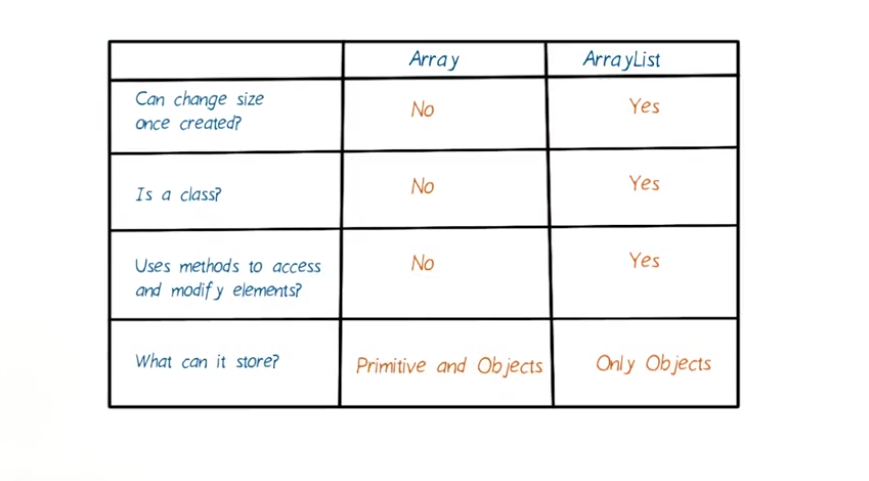 Array ArrayList
Can change size
once created?
No Yes
Is a class? No Yes
Uses methods to access
and modify elements?
No Yes
What can it store? Primitive and Objects Only Objects